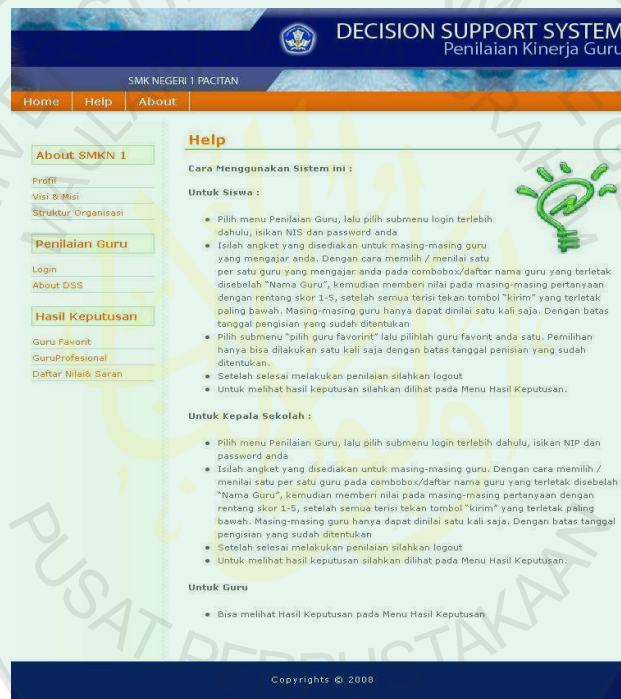 DECISION SUPPORT SYSTEM
Penilaian Kinerja Guru
SMK NEGERI 1 PACITAN
Home Help About
Help
About SMKN 1
Profil
Visi & Misi
Struktur Organisasi
Penilaian Guru
Login
About DSS
Hasil Keputusan
Guru Favorit
GuruProfesional
Daftar Nilai& Saran
Cara Menggunakan Sistem ini :
Untuk Siswa :
Pilih menu Penilaian Guru, lalu pilih submenu login terlebih
dahulu, isikan NIS dan password anda
Isilah angket yang disediakan untuk masing-masing guru
yang mengajar anda. Dengan cara memilih / menilai satu
per satu guru yang mengajar anda pada combobox/daftar nama guru yang terletak
disebelah "Nama Guru", kemudian memberi nilai pada masing-masing pertanyaan
dengan rentang skor 1-5, setelah semua terisi tekan tombol "kirim" yang terletak
paling bawah. Masing-masing guru hanya dapat dinilai satu kali saja. Dengan batas
tanggal pengisian yang sudah ditentukan
Pilih submenu "pilih guru favoririt" lalu pilihlah guru favorit anda satu. Pemilihan
hanya bisa dilakukan satu kali saja dengan batas tanggal penisian yang sudah
ditentukan.
Setelah selesai melakukan penilaian silahkan logout
Untuk melihat hasil keputusan silahkan dilihat pada Menu Hasil Keputusan.
Untuk Kepala Sekolah :
Pilih menu Penilaian Guru, lalu pilih submenu login terlebih dahulu, isikan NIP dan
password anda
Isilah angket yang disediakan untuk masing-masing guru. Dengan cara memilih /
menilai satu per satu guru pada combobox/daftar nama guru yang terletak disebelah
"Nama Guru", kemudian memberi nilai pada masing-masing pertanyaan dengan
rentang skor 1-5, setelah semua terisi tekan tombol "kirim" yang terletak paling
bawah. Masing-masing guru hanya dapat dinilai satu kali saja. Dengan batas tanggal
pengisian yang sudah ditentukan
Setelah selesai melakukan penilaian silahkan logout
Untuk melihat hasil keputusan silahkan dilihat pada Menu Hasil Keputusan.
Untuk Guru
Bisa melihat Hasil Keputusan pada Menu Hasil Keputusan
PUSAT PERPUSTAKAAN
Copyrights © 2008